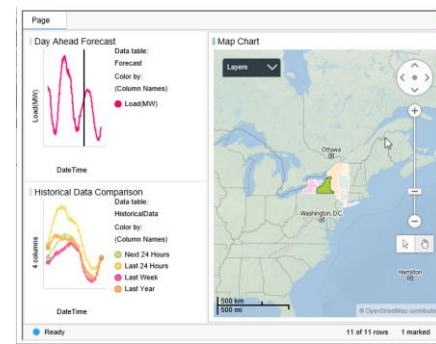 Page
Day Ahead Forecast
Data table:
Forecast
Color by:
(Column Names)
Load(MW)
Load(MW)
DateTime
Historical Data Comparison
Data table:
HistoricalData
Color by:
(Column Names)
Next 24 Hours
Last 24 Hours
Last Week
Last Year
4 columns
DateTime
Map Chart
Layers
Ottawa
Washington, D.C.
Hamilton
500 km
500 mi
© OpenStreetMap contributo
Ready
11 of 11 rows
1 marked